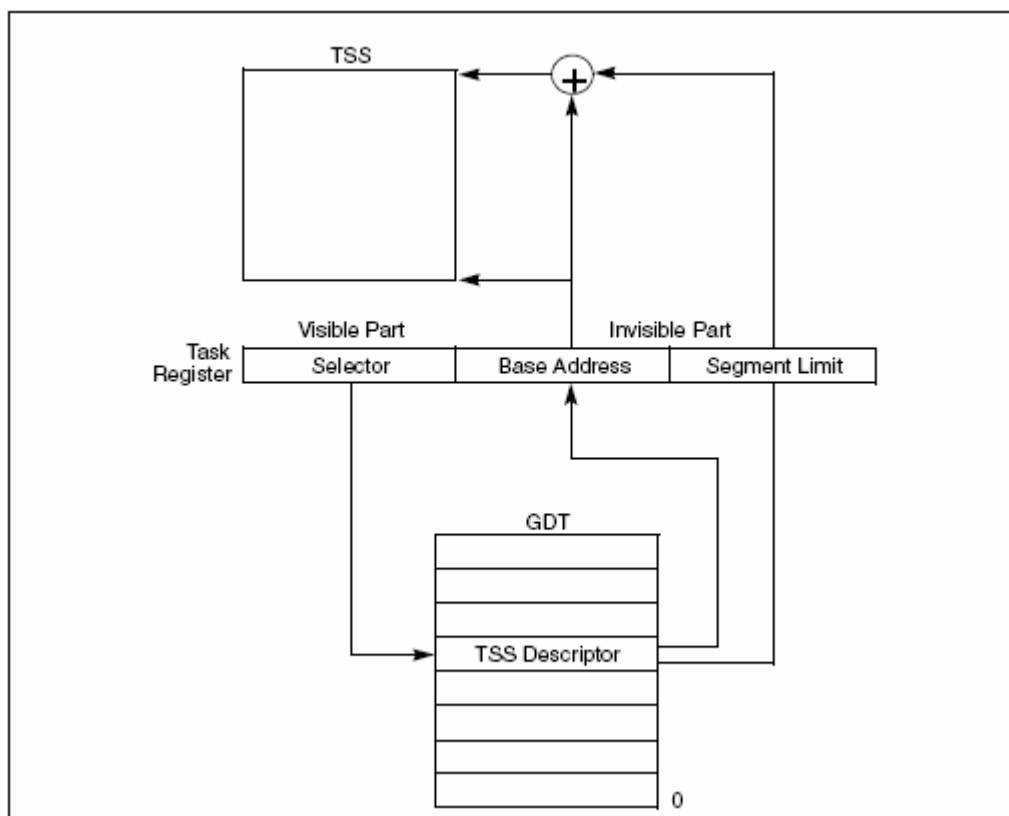 TSS
+
Visible Part
Invisible Part
Task
Register
Selector
Base Address
Segment Limit
GDT
TSS Descriptor
0